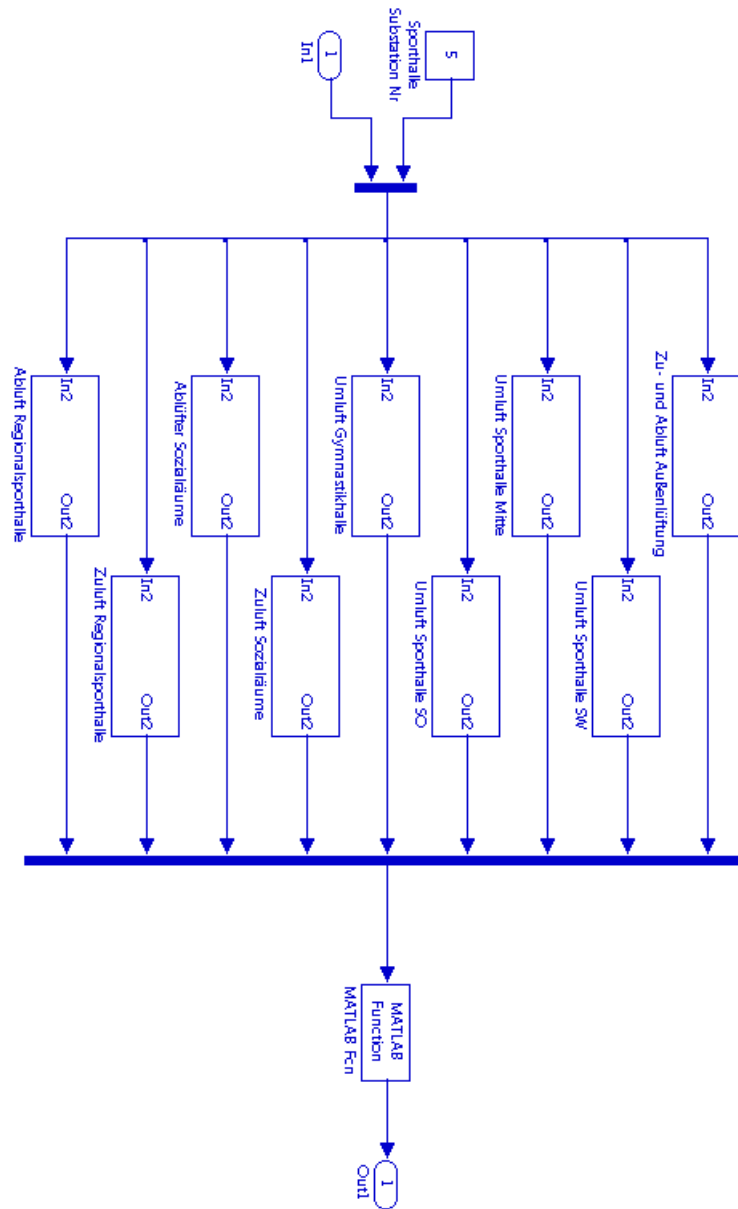 In2 Out2
Zu- und Abluft Außenlüftung
In2 Out2
Umluft Sporthalle SW
In2 Out2
Umluft Sporthalle Mitte
5
Sporthalle
Substation Nr
In2 Out2
Umluft Sporthalle SO
1
In1
In2 Out2
Umluft Gymnastikhalle
MATLAB
Function
MATLAB Fcn
1
Out1
In2 Out2
Zuluft Sozialräume
In2 Out2
Ablüfter Sozialräume
In2 Out2
Zuluft Regionalsporthalle
In2 Out2
Abluft Regionalsporthalle